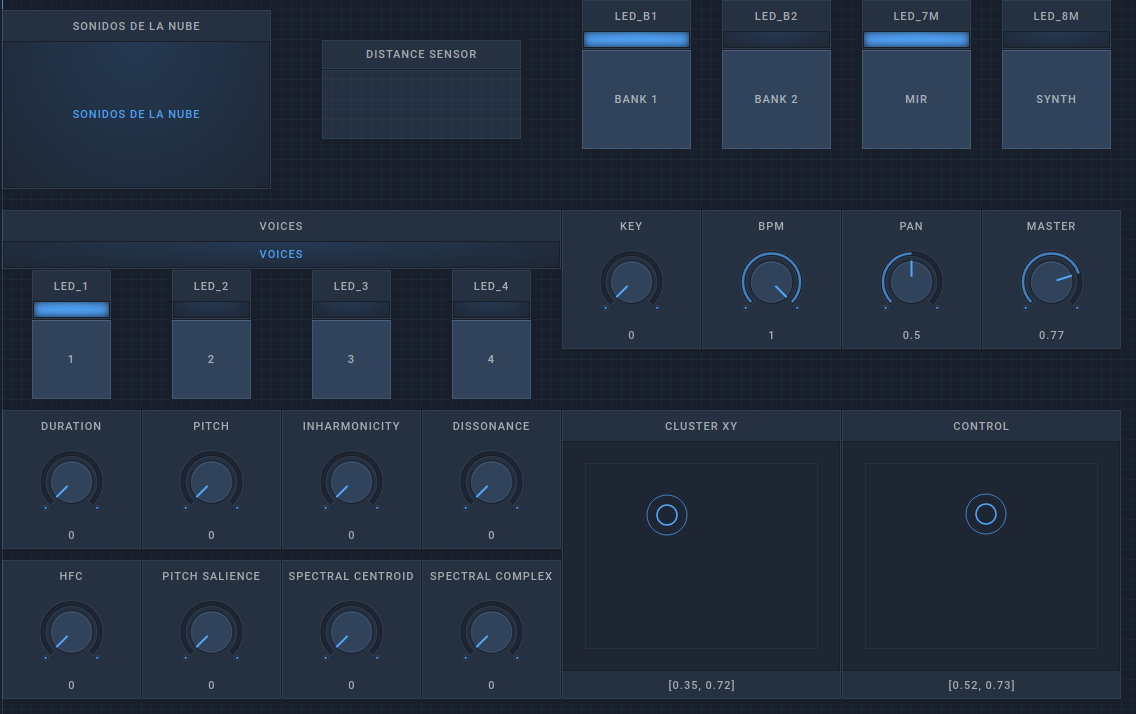 SONIDOS DE LA NUBE
SONIDOS DE LA NUBE
DISTANCE SENSOR
LED_B1 LED_B2 LED_7M LED_8M
BANK 1 BANK 2 MIR SYNTH
VOICES
VOICES
LED_1 LED_2 LED_3 LED_4
1 2 3 4
KEY BPM PAN MASTER
0 1 0.5 0.77
DURATION PITCH INHARMONICITY DISSONANCE
0 0 0 0
HFC PITCH SALIENCE SPECTRAL CENTROID SPECTRAL COMPLEX
0 0 0 0
CLUSTER XY
[0.35, 0.72]
CONTROL
[0.52, 0.73]